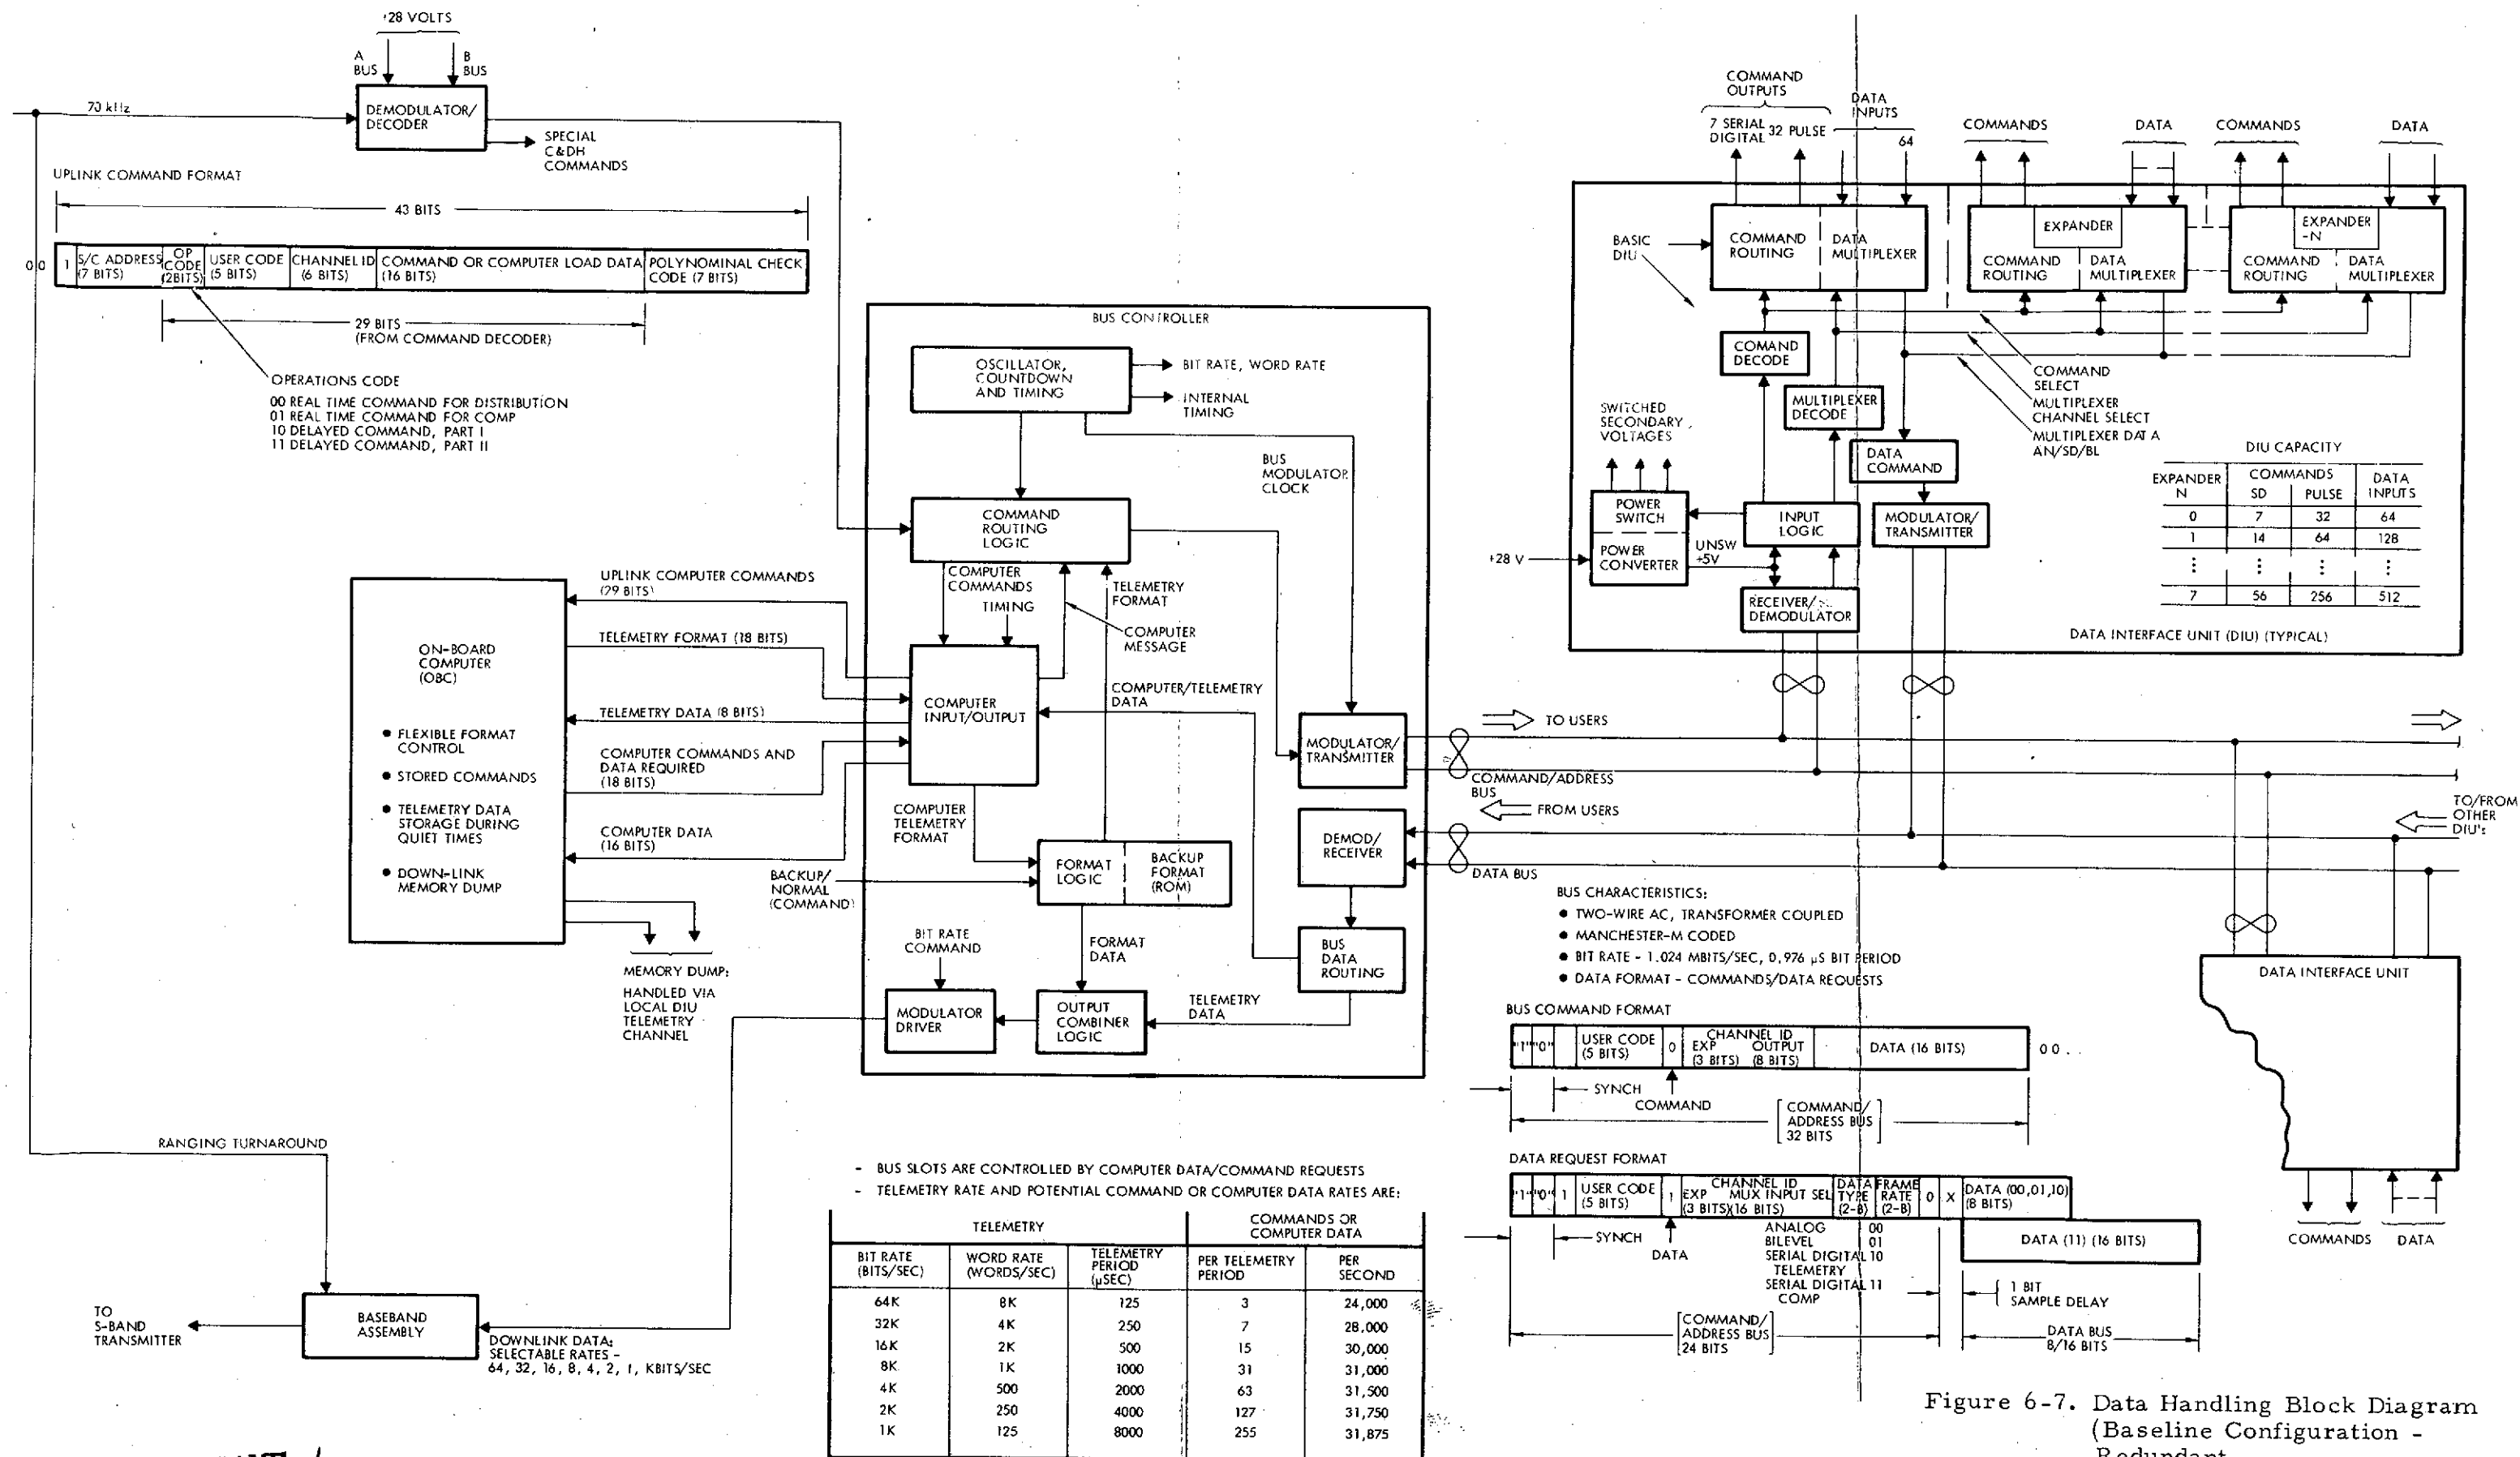 +28 VOLTS
A BUS
B BUS
70 kHz
DEMODULATOR/
DECODER
SPECIAL
C&DH
COMMANDS
UPLINK COMMAND FORMAT
43 BITS
0 0
1
S/C ADDRESS
(7 BITS)
OP
CODE
(2BITS)
USER CODE
(5 BITS)
CHANNEL ID
(6 BITS)
COMMAND OR COMPUTER LOAD DATA
(16 BITS)
POLYNOMINAL CHECK
CODE (7 BITS)
29 BITS
(FROM COMMAND DECODER)
OPERATIONS CODE
00 REAL TIME COMMAND FOR DISTRIBUTION
01 REAL TIME COMMAND FOR COMP
10 DELAYED COMMAND, PART I
11 DELAYED COMMAND, PART II
BUS CONTROLLER
OSCILLATOR,
COUNTDOWN
AND TIMING
BIT RATE, WORD RATE
INTERNAL
TIMING
BUS
MODULATOR
CLOCK
COMMAND
ROUTING
LOGIC
COMPUTER
COMMANDS
TIMING
TELEMETRY
FORMAT
COMPUTER
MESSAGE
UPLINK COMPUTER COMMANDS
(29 BITS)
TELEMETRY FORMAT (18 BITS)
TELEMETRY DATA (8 BITS)
COMPUTER COMMANDS AND
DATA REQUIRED
(18 BITS)
COMPUTER DATA
(16 BITS)
ON-BOARD
COMPUTER
(OBC)
• FLEXIBLE FORMAT
CONTROL
• STORED COMMANDS
• TELEMETRY DATA
STORAGE DURING
QUIET TIMES
• DOWN-LINK
MEMORY DUMP
MEMORY DUMP:
HANDLED VIA
LOCAL DIU
TELEMETRY
CHANNEL
COMPUTER
INPUT/OUTPUT
COMPUTER/TELEMETRY
DATA
COMPUTER
TELEMETRY
FORMAT
FORMAT
LOGIC
BACKUP
FORMAT
(ROM)
BACKUP/
NORMAL
(COMMAND)
BIT RATE
COMMAND
FORMAT
DATA
MODULATOR
DRIVER
OUTPUT
COMBINER
LOGIC
TELEMETRY
DATA
BUS
DATA
ROUTING
MODULATOR/
TRANSMITTER
DEMOD/
RECEIVER
TO USERS
COMMAND/ADDRESS
BUS
FROM USERS
DATA BUS
TO/FROM
OTHER
DIU's
COMMAND
OUTPUTS
7 SERIAL
DIGITAL
32 PULSE
DATA
INPUTS
64
COMMANDS
DATA
COMMANDS
DATA
BASIC
DIU
COMMAND
ROUTING
DATA
MULTIPLEXER
EXPANDER
COMMAND
ROUTING
DATA
MULTIPLEXER
EXPANDER
-N
COMMAND
ROUTING
DATA
MULTIPLEXER
COMAND
DECODE
MULTIPLEXER
DECODE
COMMAND
SELECT
MULTIPLEXER
CHANNEL SELECT
MULTIPLEXER DATA
AN/SD/BL
SWITCHED
SECONDARY
VOLTAGES
DATA
COMMAND
POWER
SWITCH
POWER
CONVERTER
+28 V
UNSW
+5V
INPUT
LOGIC
MODULATOR/
TRANSMITTER
RECEIVER/
DEMODULATOR
DIU CAPACITY
EXPANDER N | COMMANDS SD | PULSE | DATA INPUTS
0 7 32 64
1 14 64 128
⋮ ⋮ ⋮ ⋮
7 56 256 512
DATA INTERFACE UNIT (DIU) (TYPICAL)
BUS CHARACTERISTICS:
• TWO-WIRE AC, TRANSFORMER COUPLED
• MANCHESTER-M CODED
• BIT RATE - 1.024 MBITS/SEC, 0.976 µS BIT PERIOD
• DATA FORMAT - COMMANDS/DATA REQUESTS
DATA INTERFACE UNIT
COMMANDS
DATA
BUS COMMAND FORMAT
"1" "0"
USER CODE
(5 BITS)
0
CHANNEL ID
EXP OUTPUT
(3 BITS) (8 BITS)
DATA (16 BITS)
0 0 . .
SYNCH
COMMAND
COMMAND/
ADDRESS BUS
32 BITS
DATA REQUEST FORMAT
"1" "0" 1
USER CODE
(5 BITS)
1
CHANNEL ID
EXP MUX INPUT SEL
(3 BITS)(16 BITS)
DATA
TYPE
(2-B)
FRAME
RATE
(2-B)
0
X
DATA (00,01,10)
(8 BITS)
DATA (11) (16 BITS)
SYNCH
DATA
ANALOG 00
BILEVEL 01
SERIAL DIGITAL 10
TELEMETRY
SERIAL DIGITAL 11
COMP
1 BIT
SAMPLE DELAY
COMMAND/
ADDRESS BUS
24 BITS
DATA BUS
8/16 BITS
RANGING TURNAROUND
TO
S-BAND
TRANSMITTER
BASEBAND
ASSEMBLY
DOWNLINK DATA:
SELECTABLE RATES -
64, 32, 16, 8, 4, 2, 1, KBITS/SEC
- BUS SLOTS ARE CONTROLLED BY COMPUTER DATA/COMMAND REQUESTS
- TELEMETRY RATE AND POTENTIAL COMMAND OR COMPUTER DATA RATES ARE:
TELEMETRY
COMMANDS OR
COMPUTER DATA
BIT RATE
(BITS/SEC)
WORD RATE
(WORDS/SEC)
TELEMETRY
PERIOD
(µSEC)
PER TELEMETRY
PERIOD
PER
SECOND
64K 8K 125 3 24,000
32K 4K 250 7 28,000
16K 2K 500 15 30,000
8K 1K 1000 31 31,000
4K 500 2000 63 31,500
2K 250 4000 127 31,750
1K 125 8000 255 31,875
Figure 6-7. Data Handling Block Diagram
(Baseline Configuration -
Redundant